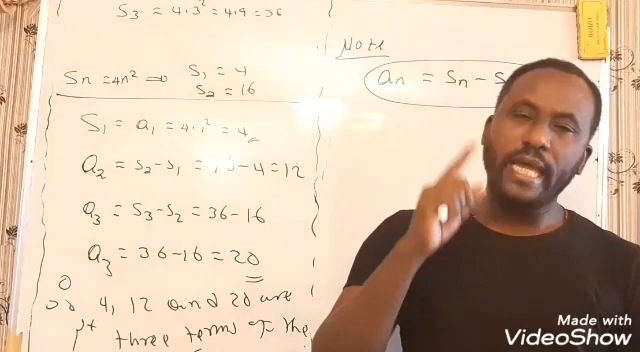 S₃ = 4·3² = 4·9 = 36
Note
Sn = 4n² ⇒ S₁ = 4
S₂ = 16
an = Sn - S
S₁ = a₁ = 4·1² = 4
a₂ = S₂-S₁ = 16-4 = 12
a₃ = S₃-S₂ = 36-16
a₃ = 36-16 = 20
∴ 4, 12 and 20 are
1st three terms of the
Made with
VideoShow